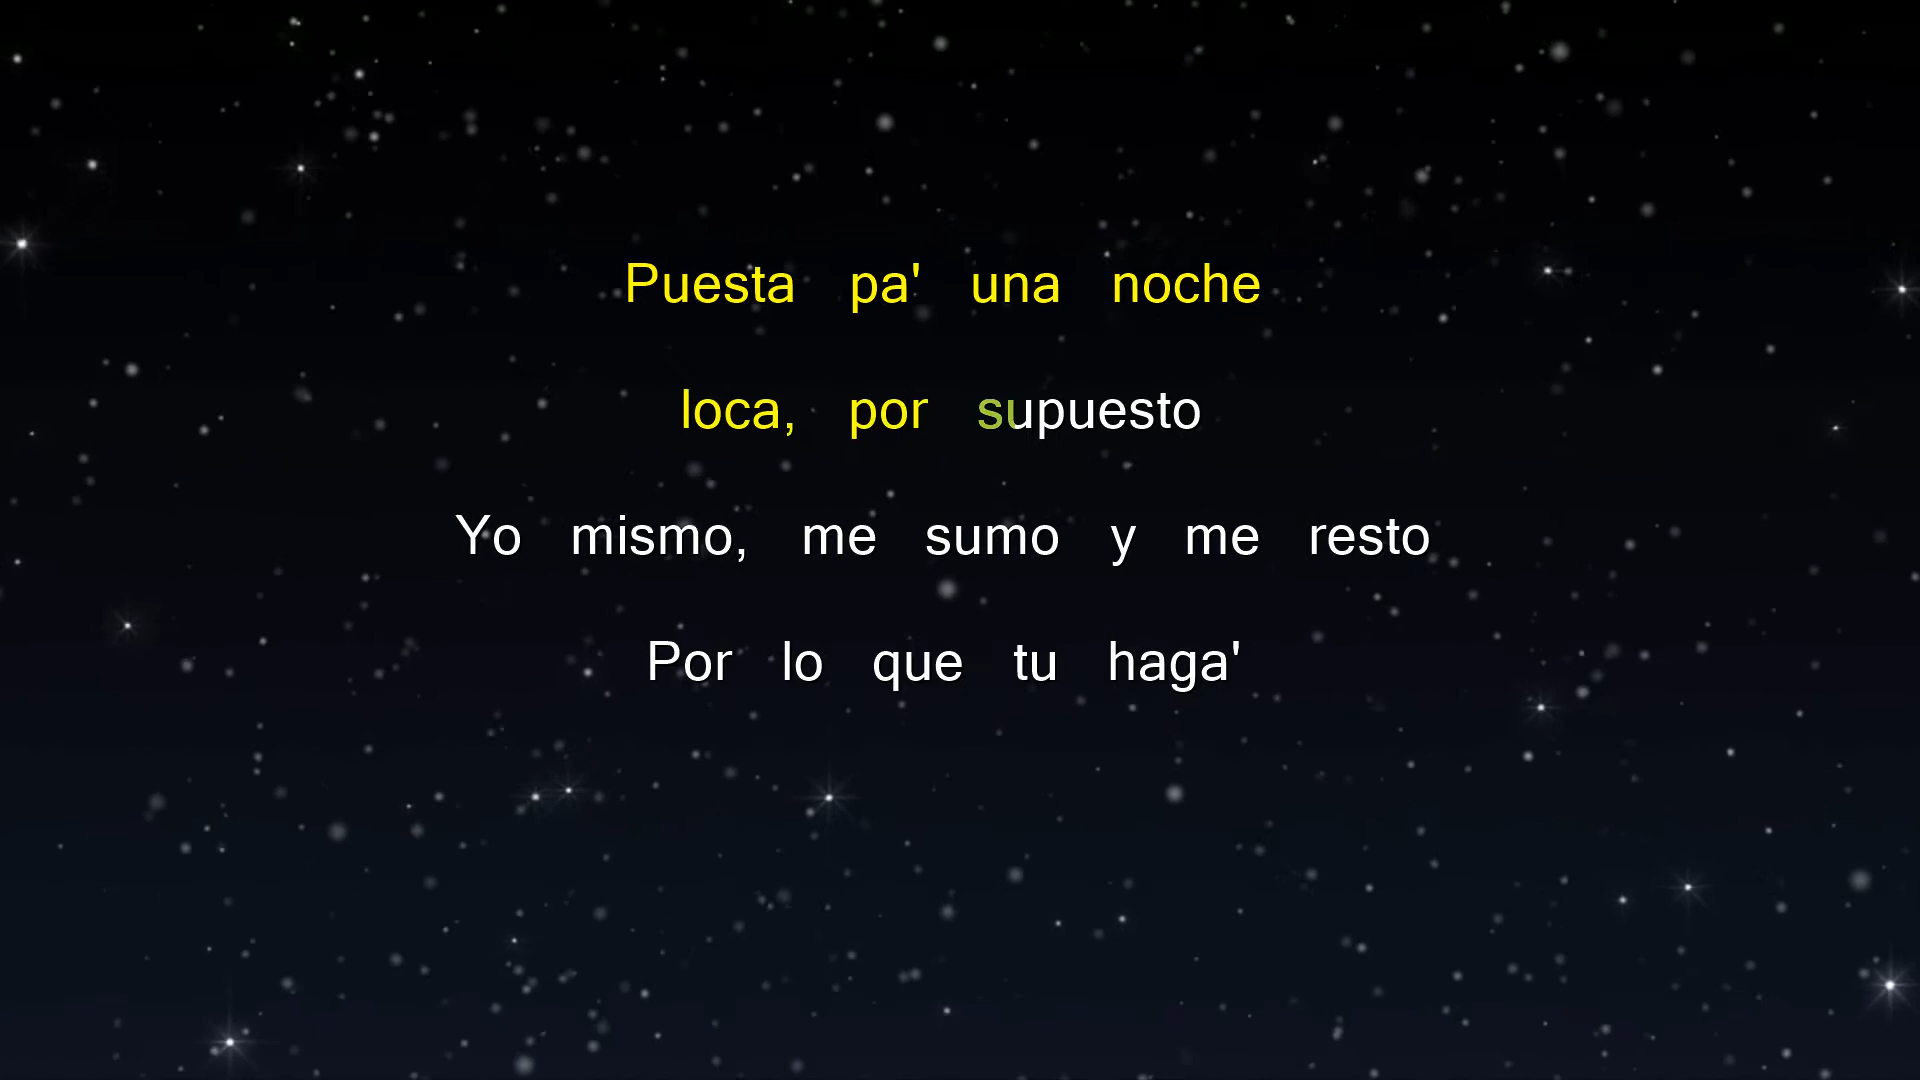 Puesta pa' una noche
loca, por supuesto
Yo mismo, me sumo y me resto
Por lo que tu haga'